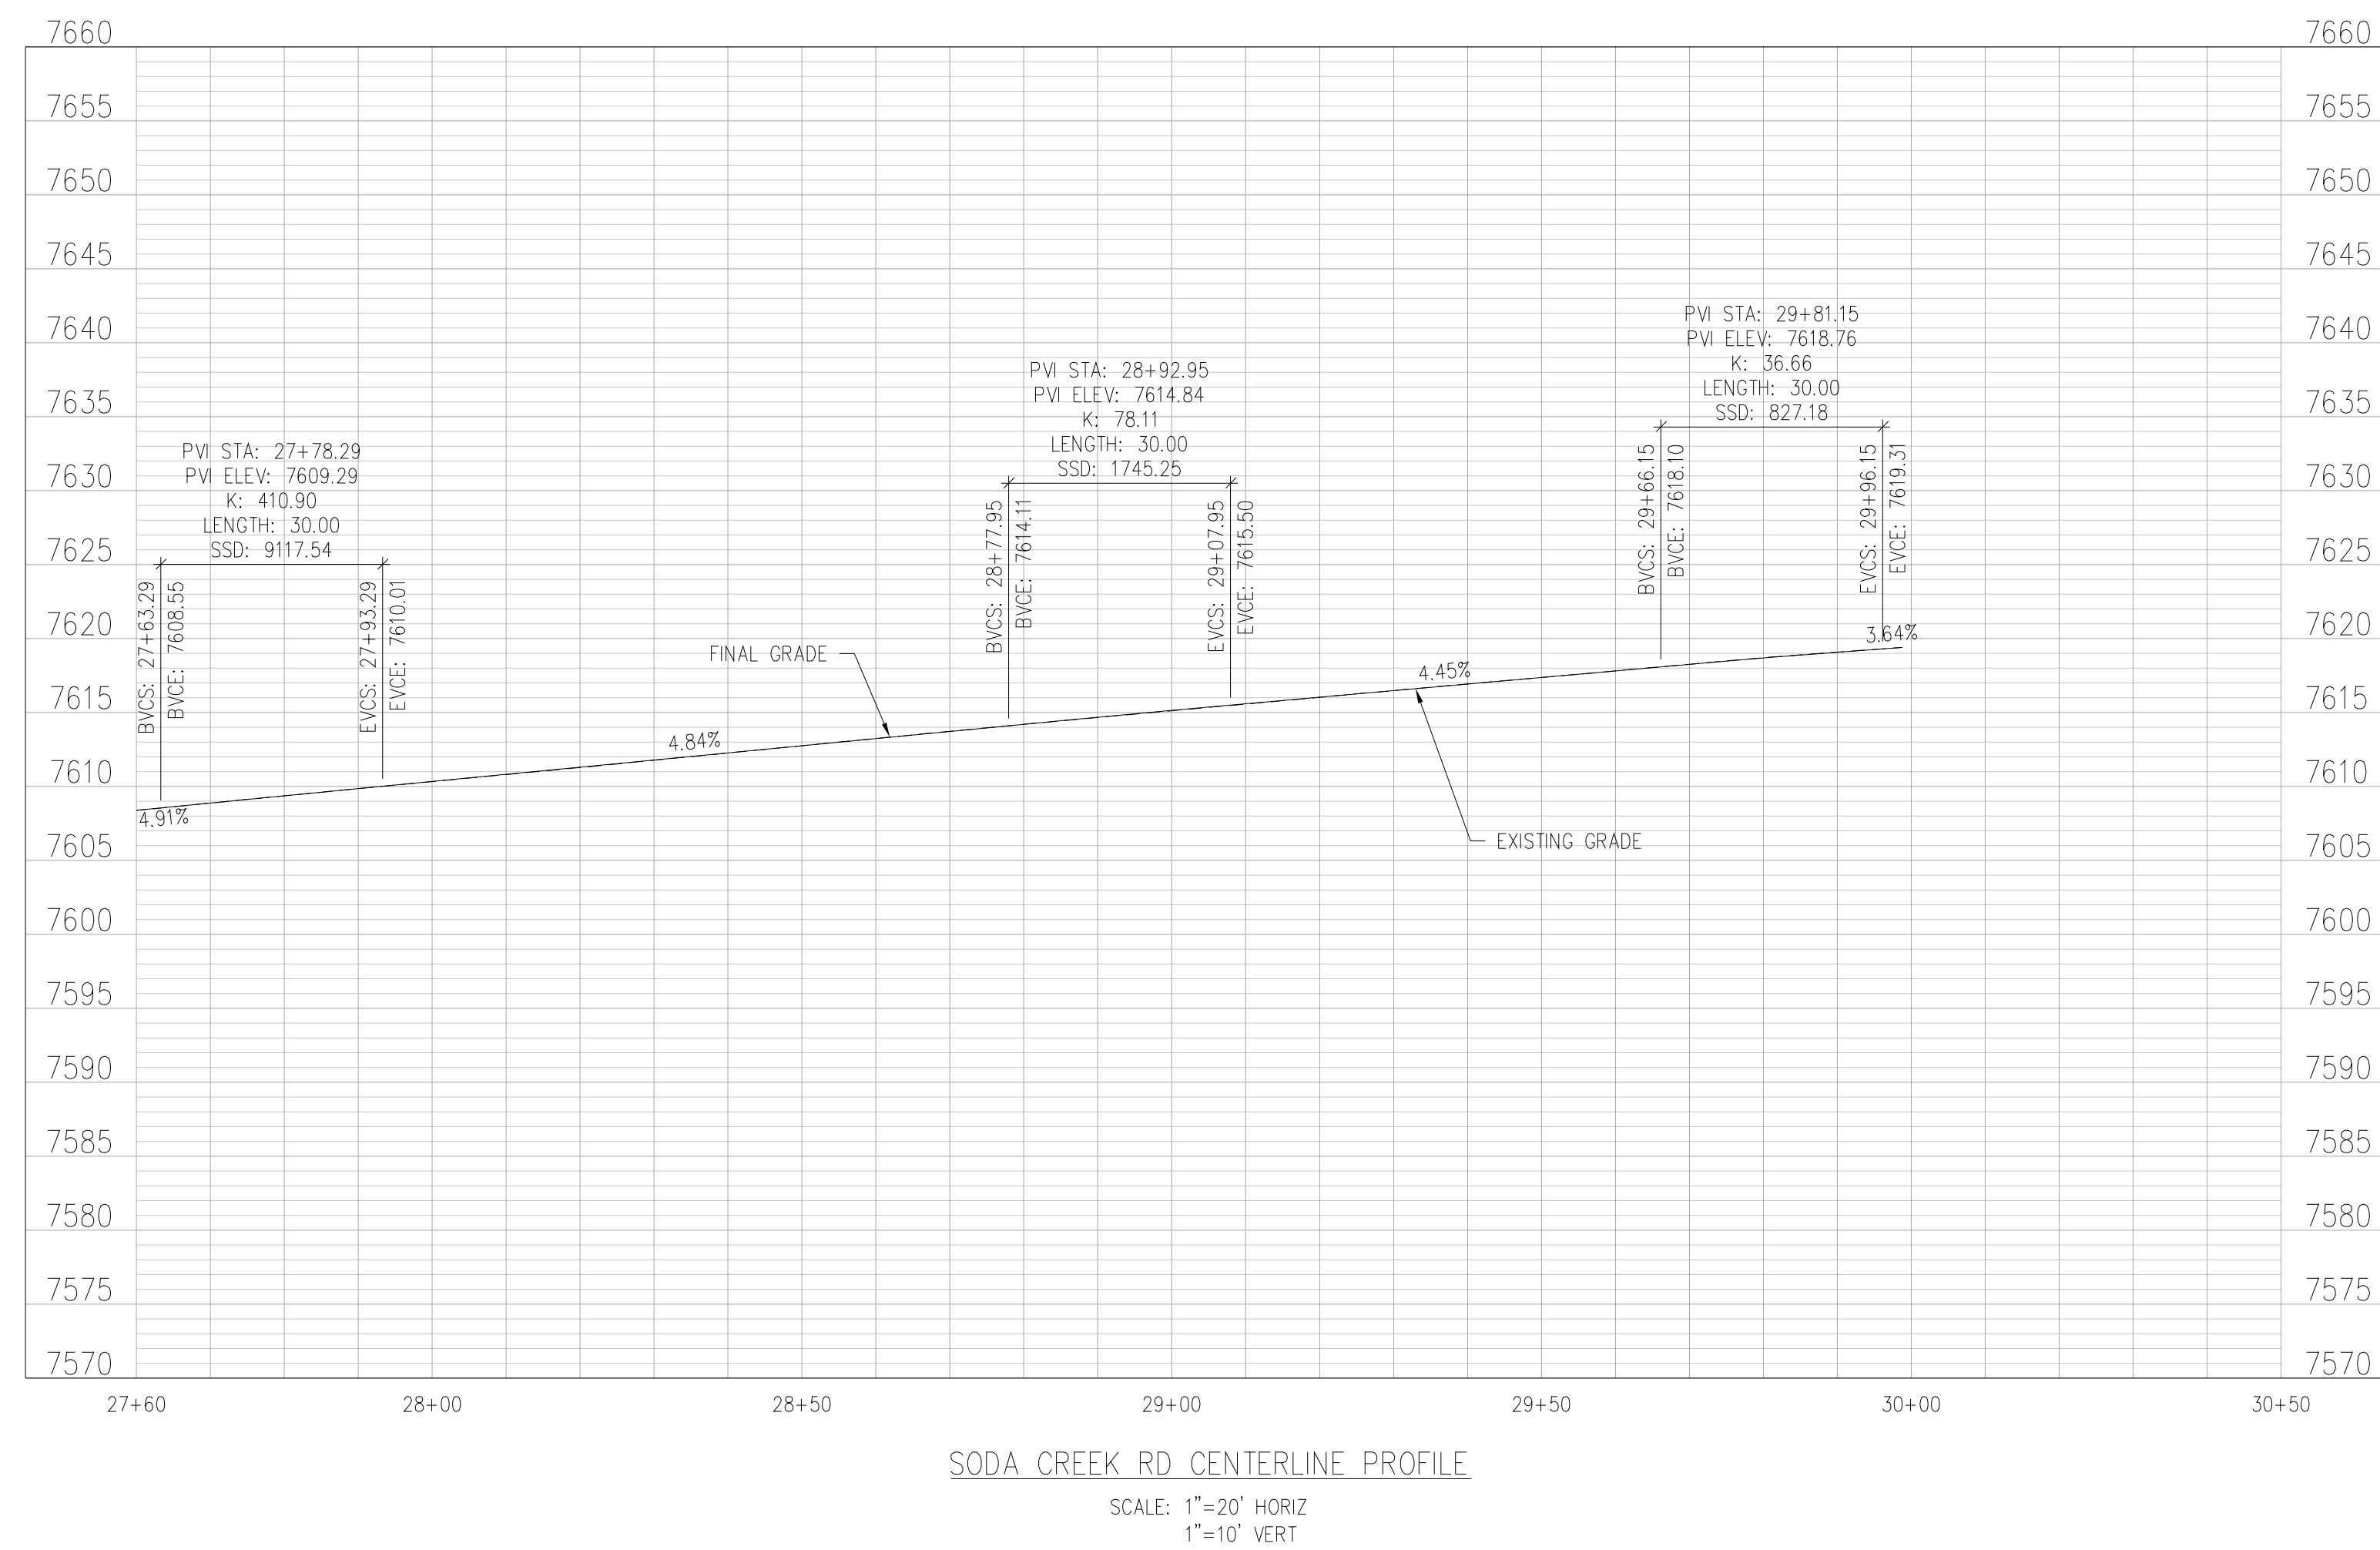 7660 7660
7655 7655
7650 7650
7645 7645
7640 7640
7635 7635
7630 7630
7625 7625
7620 7620
7615 7615
7610 7610
7605 7605
7600 7600
7595 7595
7590 7590
7585 7585
7580 7580
7575 7575
7570 7570
PVI STA: 27+78.29
PVI ELEV: 7609.29
K: 410.90
LENGTH: 30.00
SSD: 9117.54
BVCS: 27+63.29
BVCE: 7608.55
EVCS: 27+93.29
EVCE: 7610.01
PVI STA: 28+92.95
PVI ELEV: 7614.84
K: 78.11
LENGTH: 30.00
SSD: 1745.25
BVCS: 28+77.95
BVCE: 7614.11
EVCS: 29+07.95
EVCE: 7615.50
PVI STA: 29+81.15
PVI ELEV: 7618.76
K: 36.66
LENGTH: 30.00
SSD: 827.18
BVCS: 29+66.15
BVCE: 7618.10
EVCS: 29+96.15
EVCE: 7619.31
4.91%
4.84%
FINAL GRADE
4.45%
3.64%
EXISTING GRADE
27+60 28+00 28+50 29+00 29+50 30+00 30+50
SODA CREEK RD CENTERLINE PROFILE
SCALE: 1"=20' HORIZ
1"=10' VERT